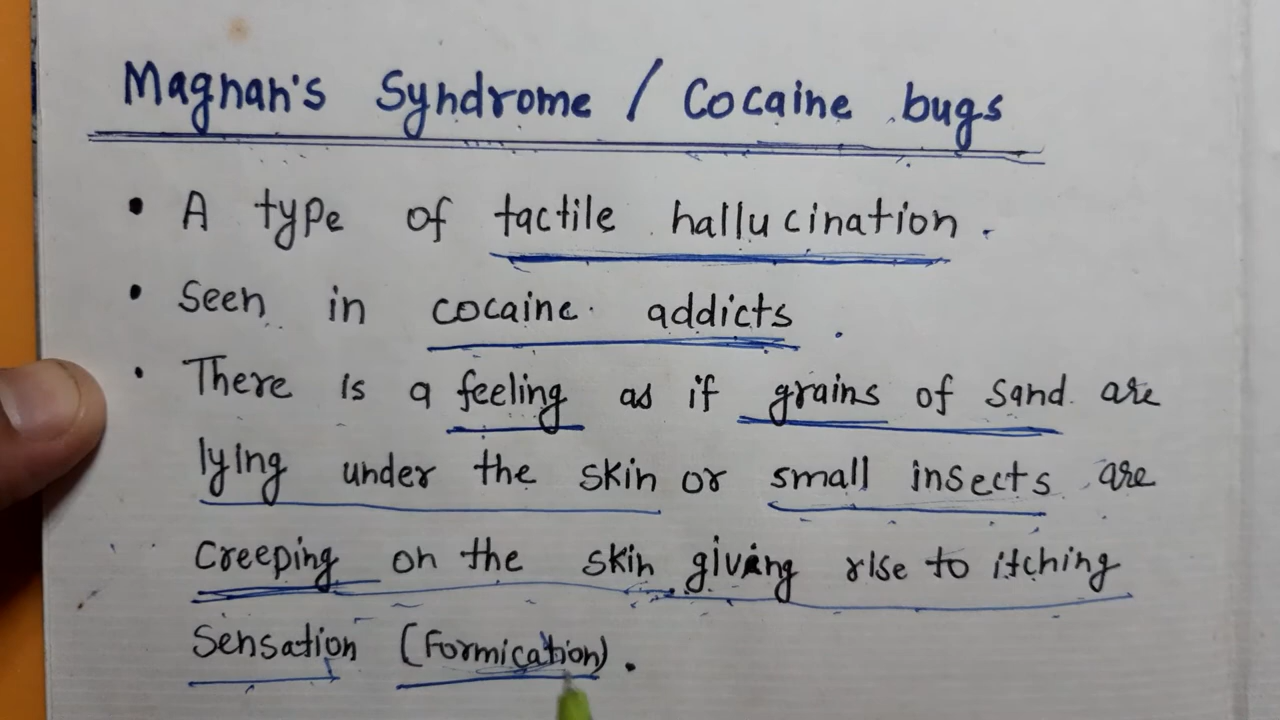 Magnan's Syndrome / Cocaine bugs
• A type of tactile hallucination.
• Seen in cocaine addicts.
• There is a feeling as if grains of sand are
lying under the skin or small insects are
creeping on the skin giving rise to itching
Sensation (Formication).